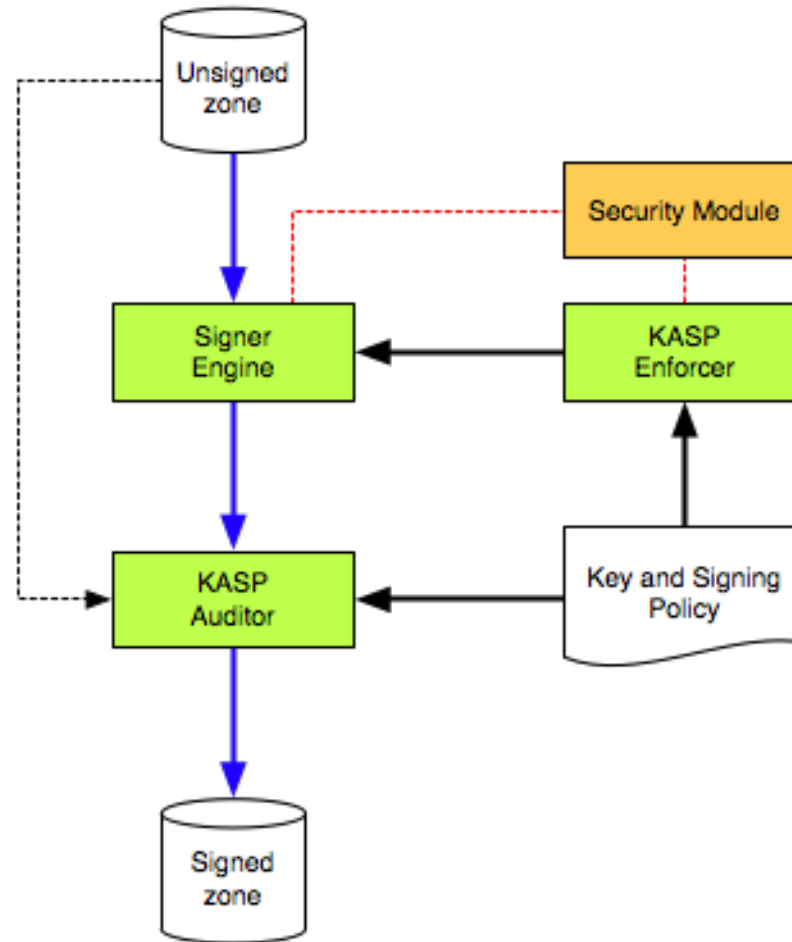 Unsigned
zone
Security Module
Signer
Engine
KASP
Enforcer
KASP
Auditor
Key and Signing
Policy
Signed
zone